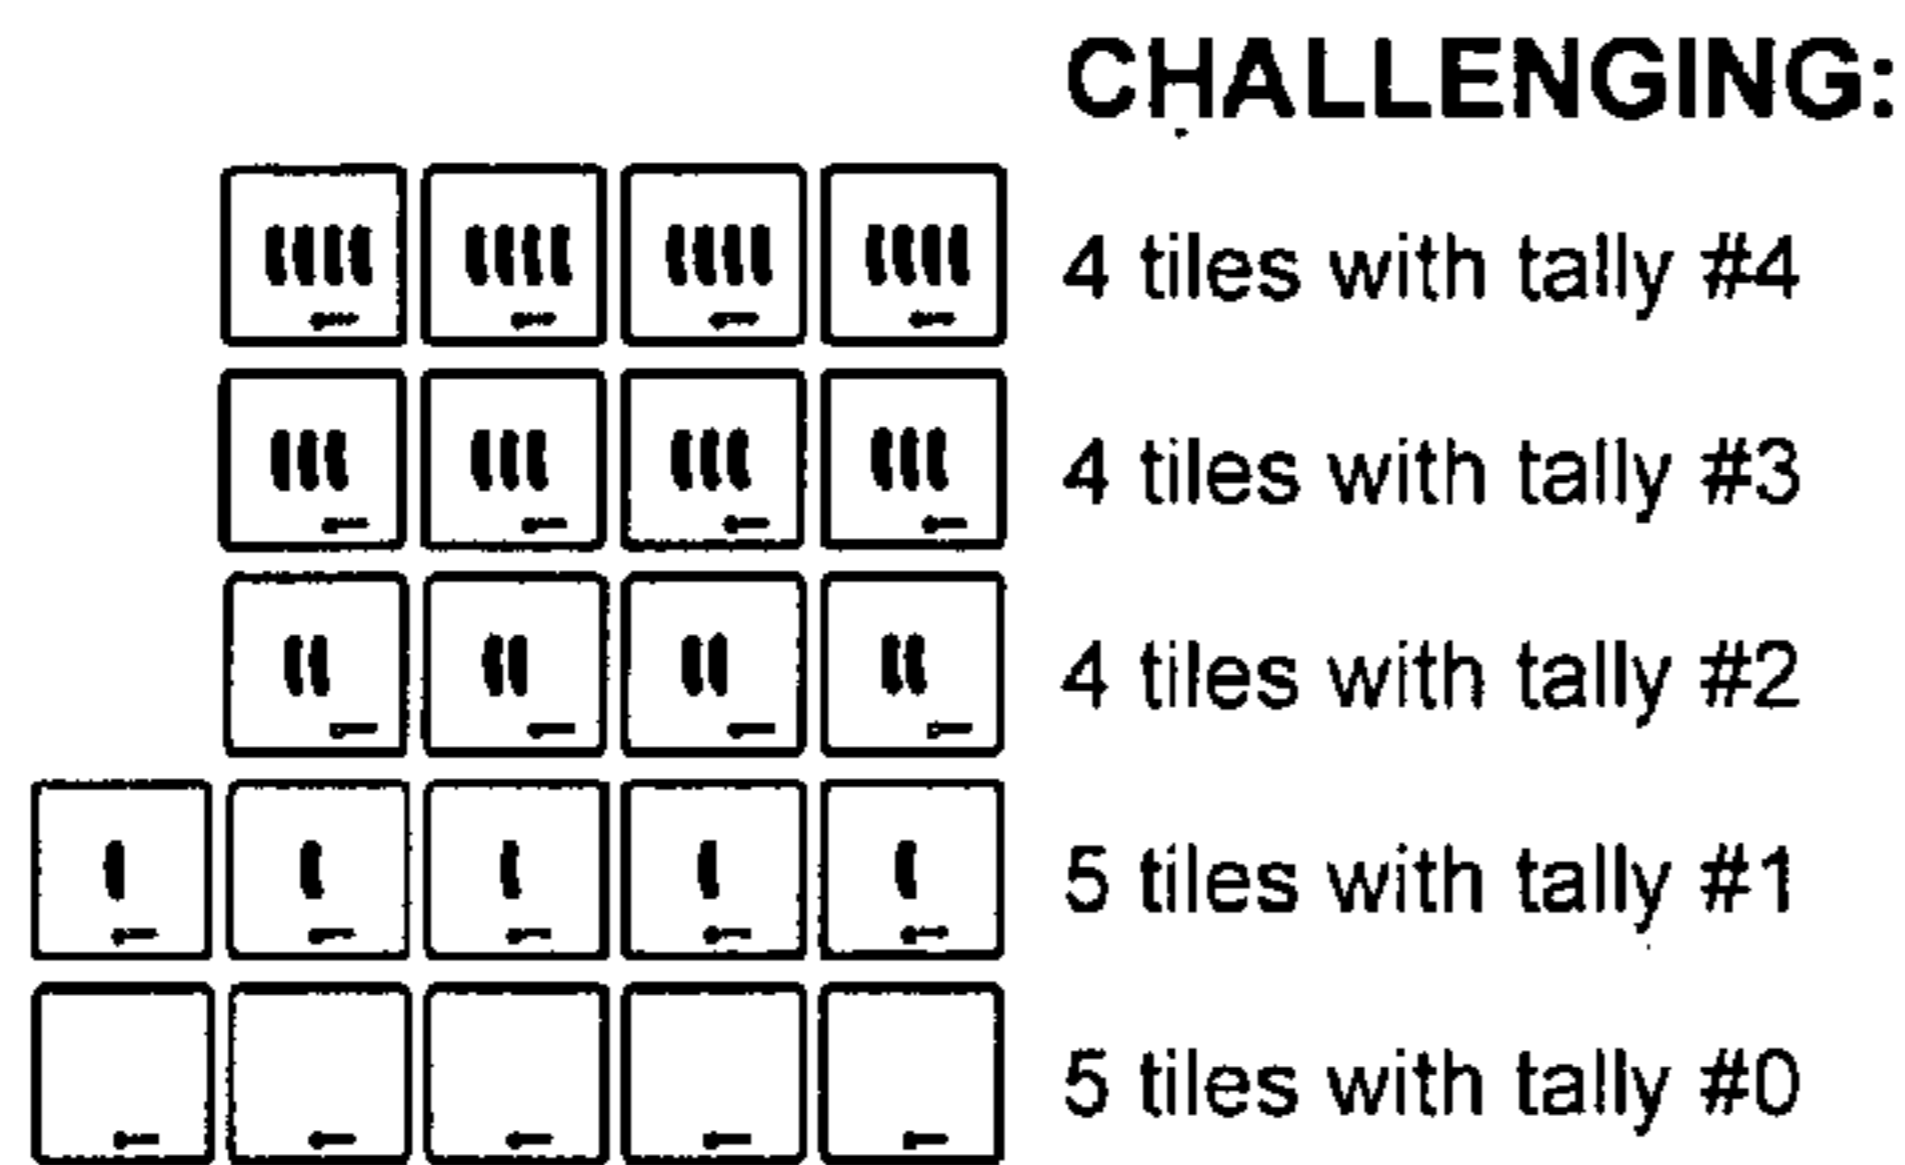 CHALLENGING:
4 tiles with tally #4
4 tiles with tally #3
4 tiles with tally #2
5 tiles with tally #1
5 tiles with tally #0